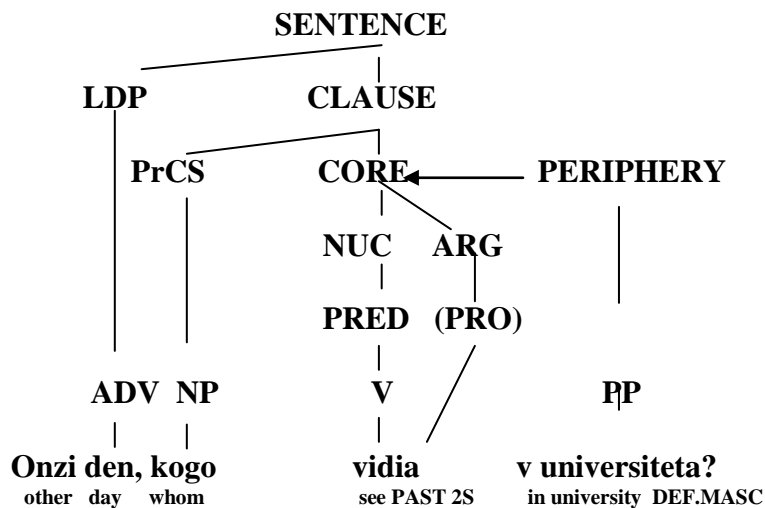 SENTENCE
LDP CLAUSE
PrCS CORE PERIPHERY
NUC ARG
PRED (PRO)
ADV NP V PP
Onzi den, kogo vidia v universiteta?
other day whom see PAST 2S in university DEF.MASC